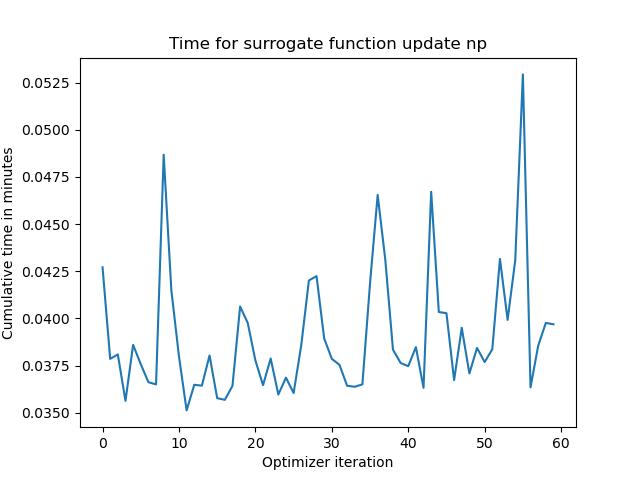 Time for surrogate function update np
Cumulative time in minutes
0.0525
0.0500
0.0475
0.0450
0.0425
0.0400
0.0375
0.0350
0 10 20 30 40 50 60
Optimizer iteration